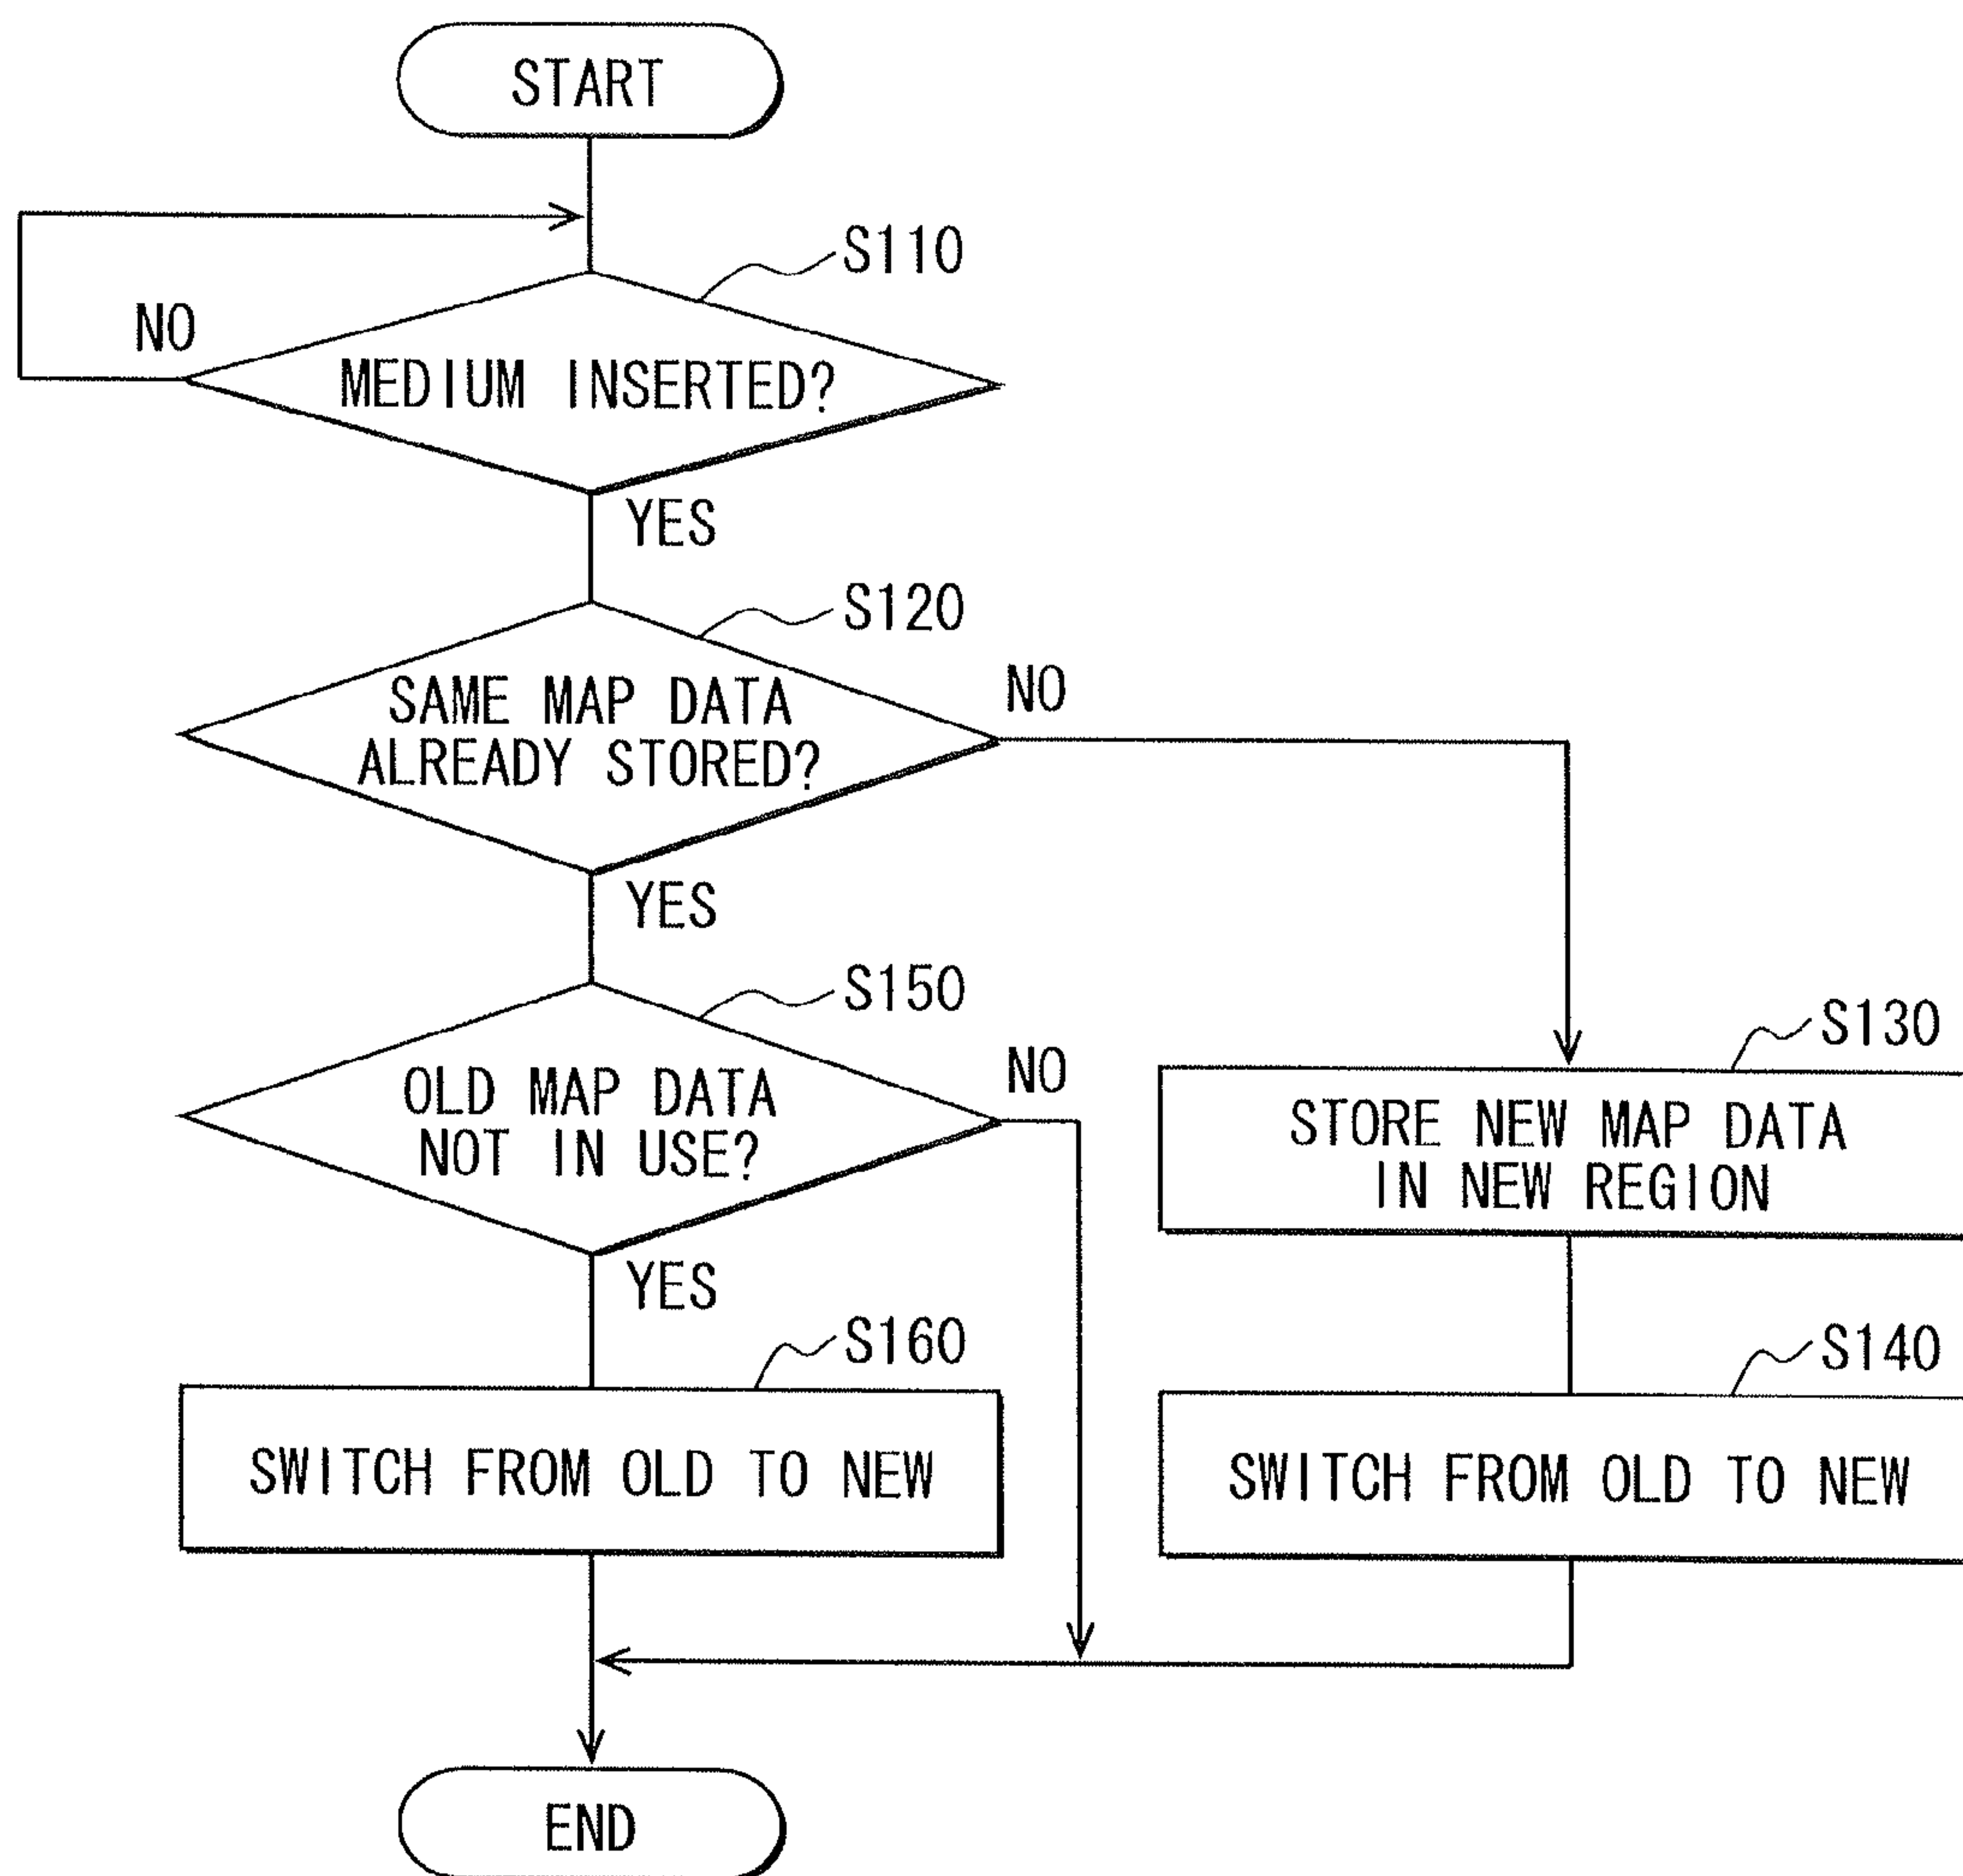 START
S110
NO
MEDIUM INSERTED?
YES
S120
SAME MAP DATA
ALREADY STORED?
NO
YES
S150
OLD MAP DATA
NOT IN USE?
NO
S130
STORE NEW MAP DATA
IN NEW REGION
YES
S160
SWITCH FROM OLD TO NEW
S140
SWITCH FROM OLD TO NEW
END